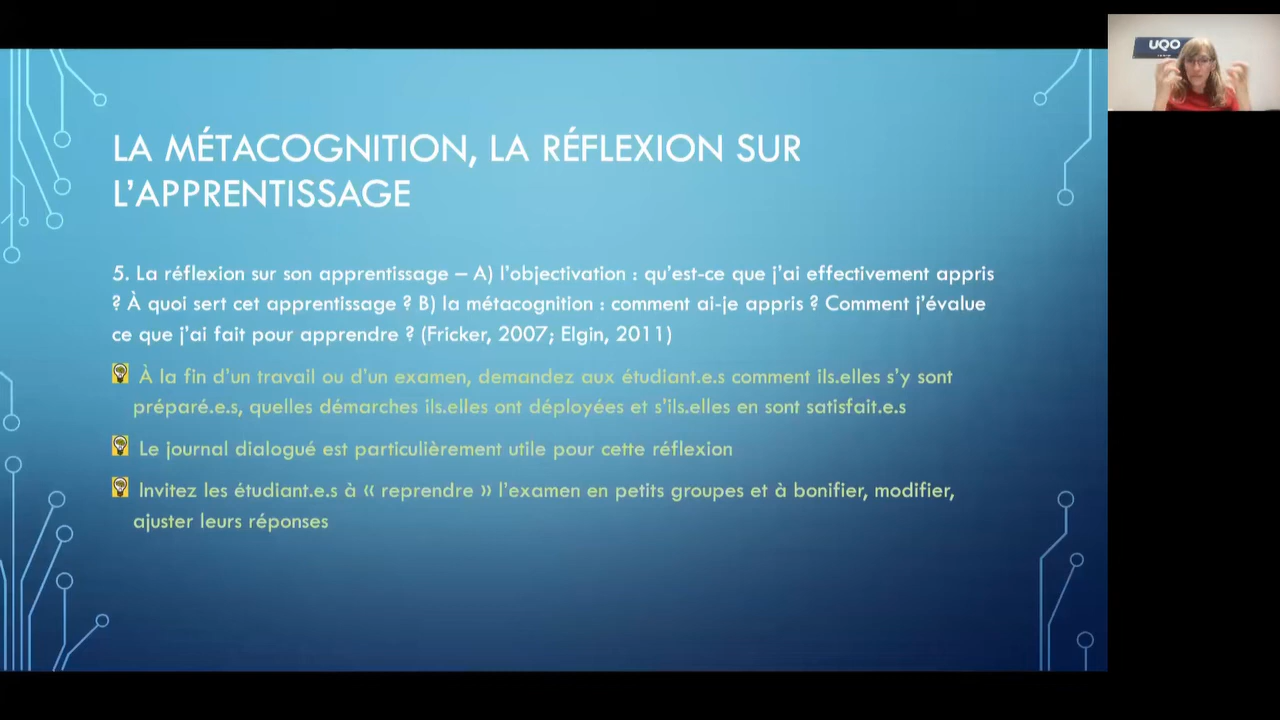 LA MÉTACOGNITION, LA RÉFLEXION SUR
L'APPRENTISSAGE
5. La réflexion sur son apprentissage – A) l'objectivation : qu'est-ce que j'ai effectivement appris
? À quoi sert cet apprentissage ? B) la métacognition : comment ai-je appris ? Comment j'évalue
ce que j'ai fait pour apprendre ? (Fricker, 2007; Elgin, 2011)
À la fin d'un travail ou d'un examen, demandez aux étudiant.e.s comment ils.elles s'y sont
préparé.e.s, quelles démarches ils.elles ont déployées et s'ils.elles en sont satisfait.e.s
Le journal dialogué est particulièrement utile pour cette réflexion
Invitez les étudiant.e.s à « reprendre » l'examen en petits groupes et à bonifier, modifier,
ajuster leurs réponses
UQO